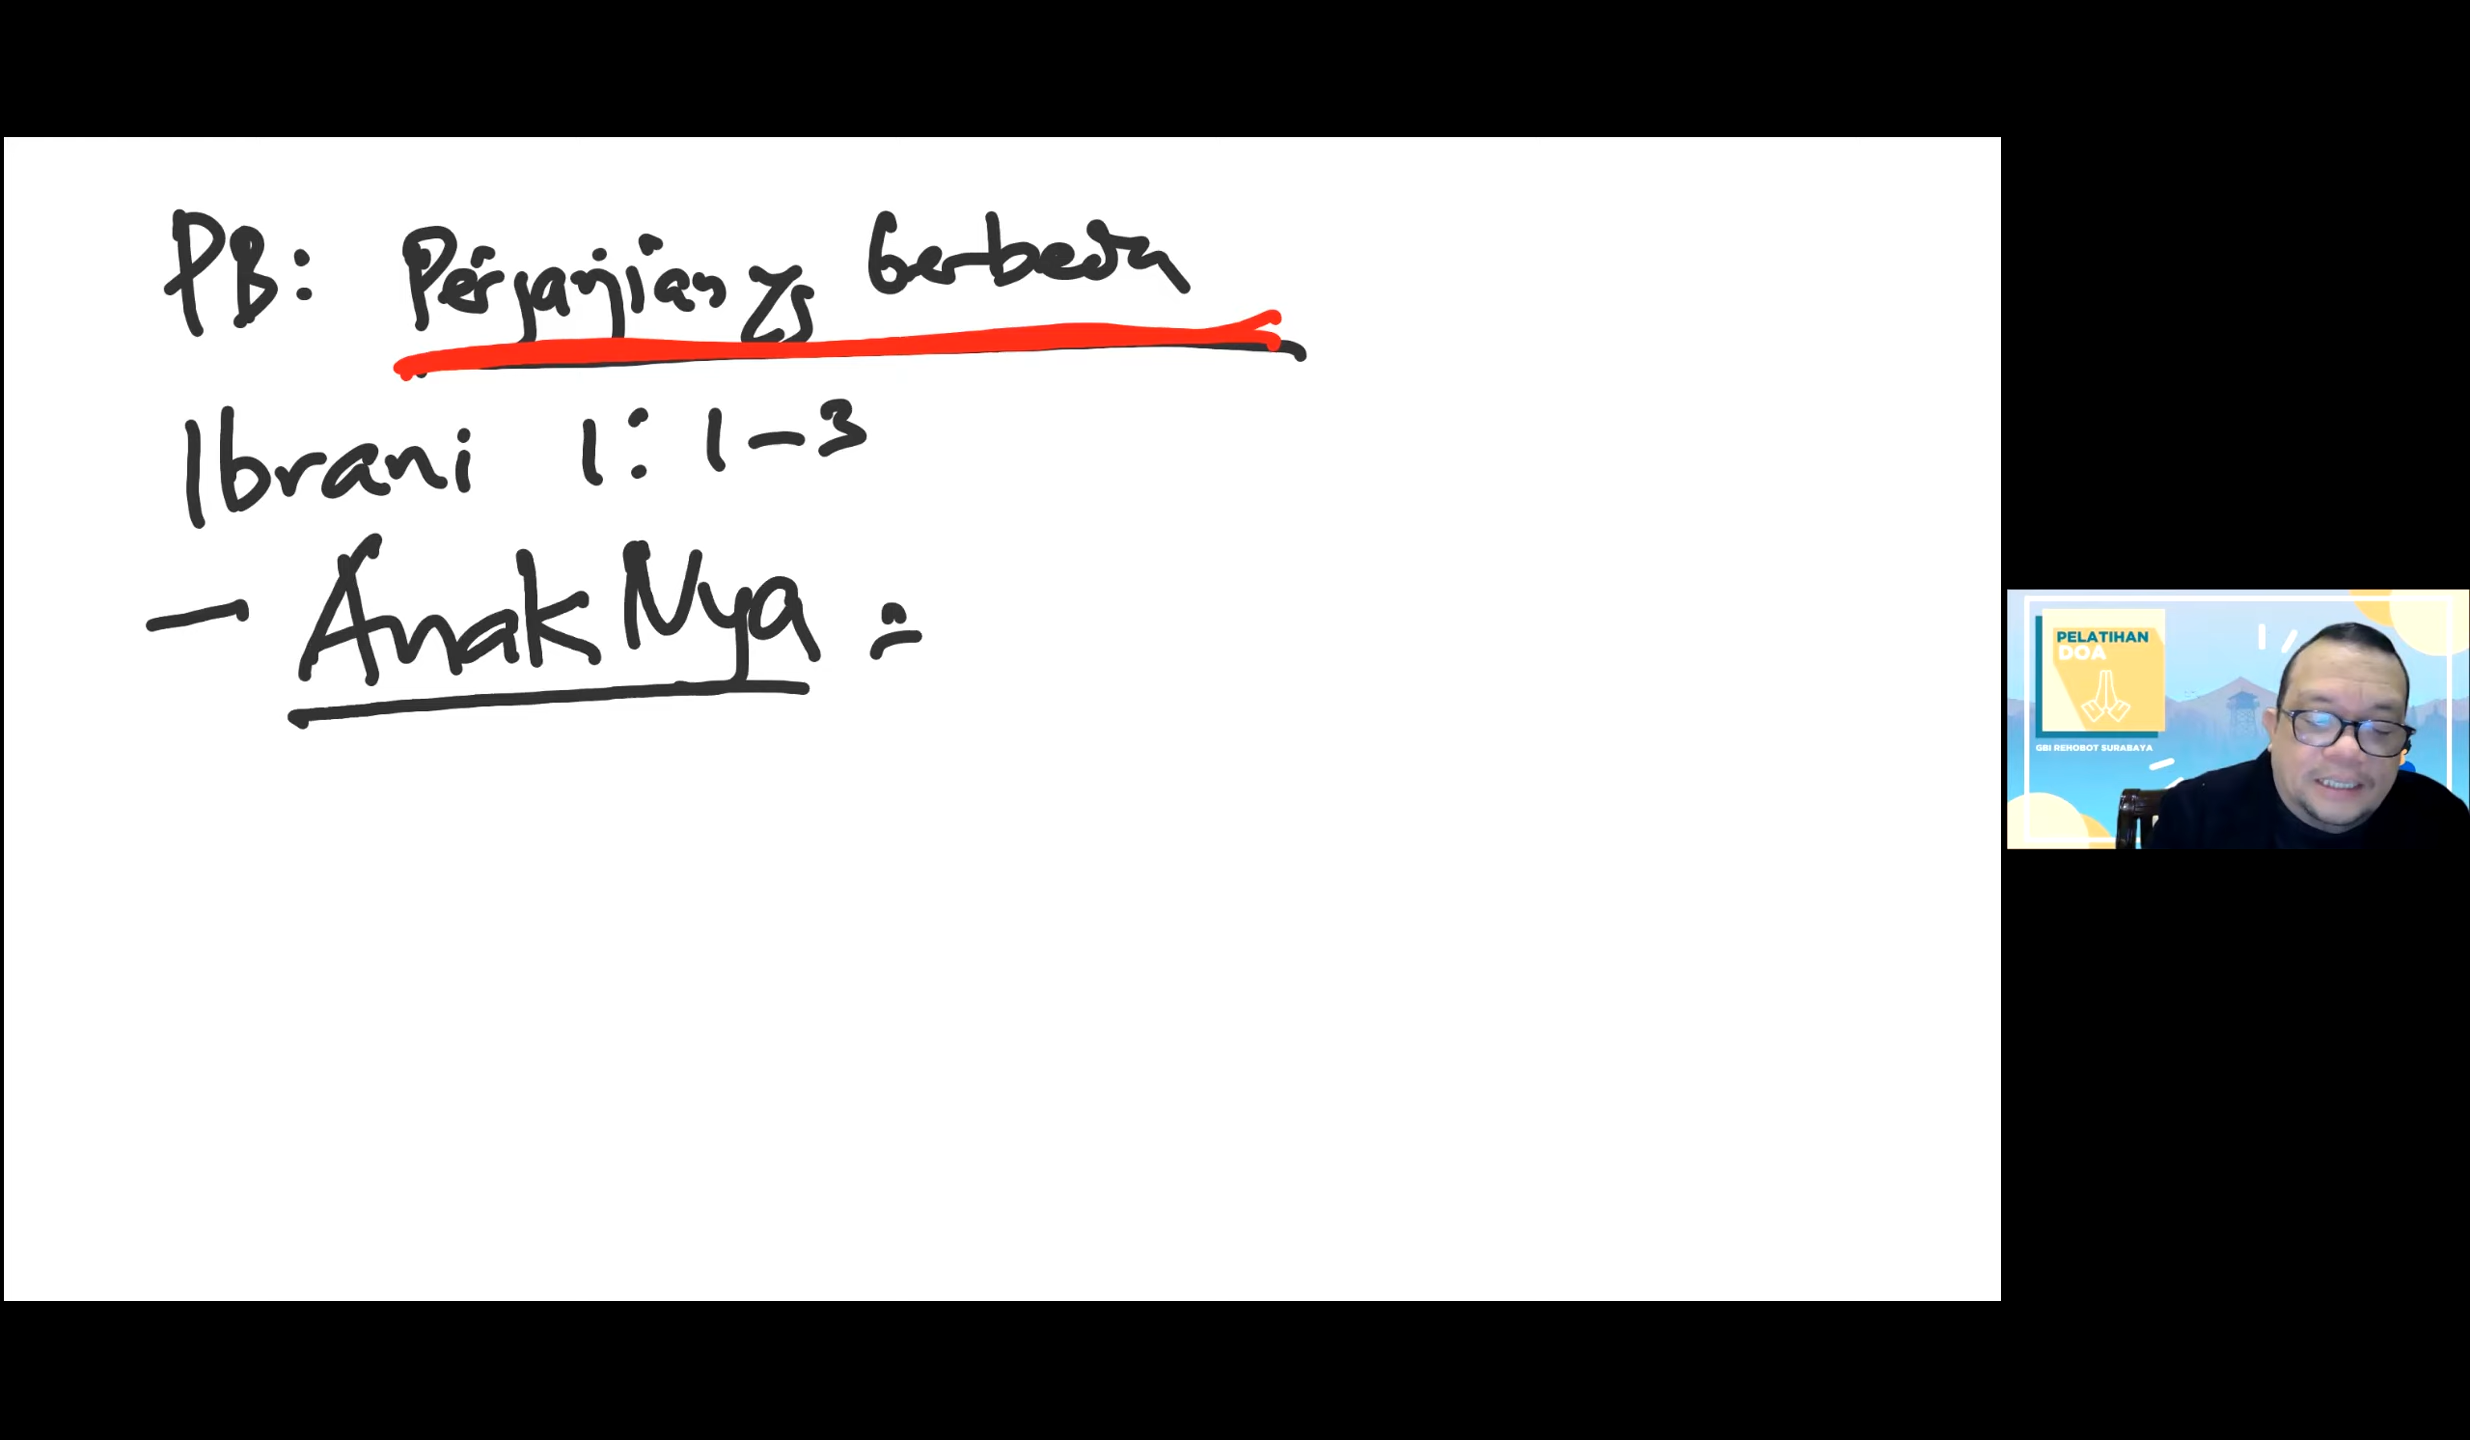 PB: Perjanjian yg berbeda
Ibrani 1:1-3
- AnakNya =
PELATIHAN
DOA
GBI REHOBOT SURABAYA